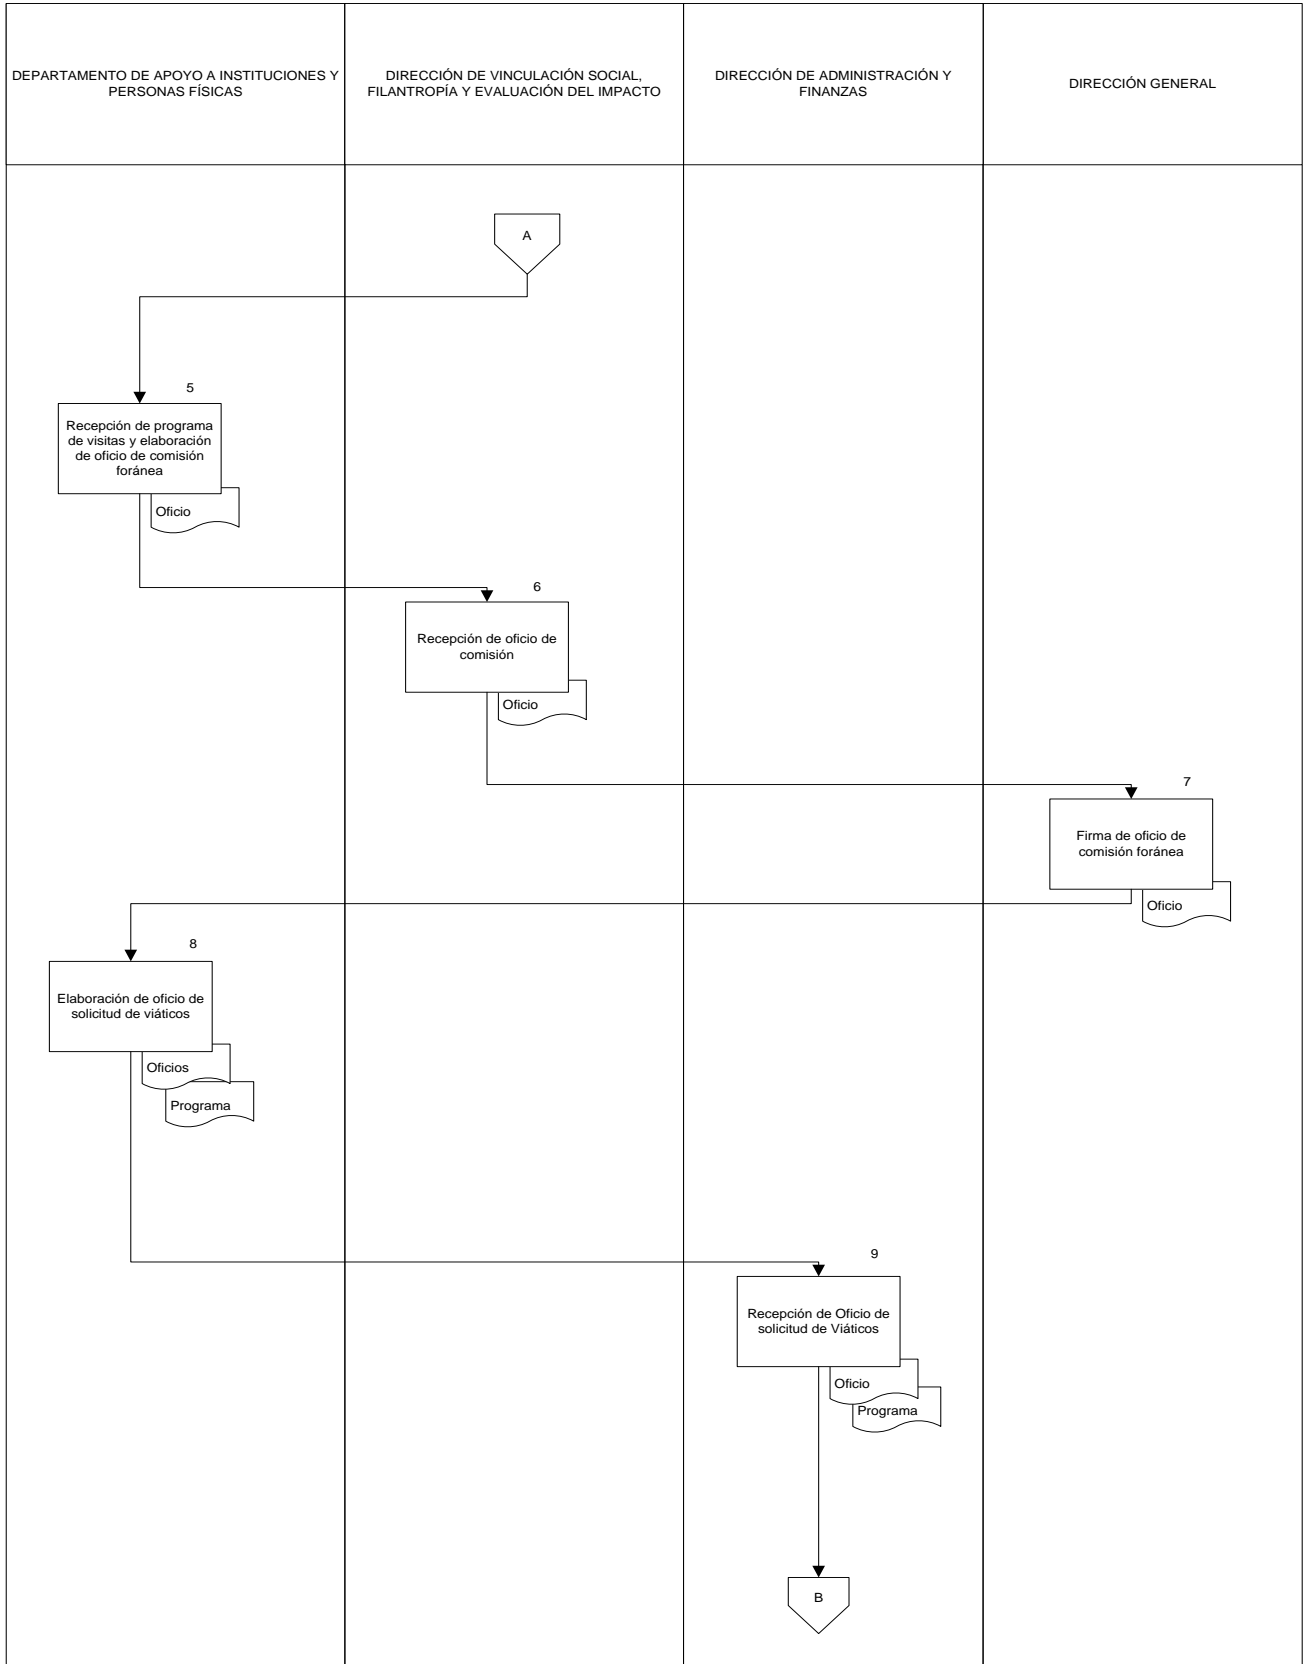 DEPARTAMENTO DE APOYO A INSTITUCIONES Y
PERSONAS FÍSICAS
DIRECCIÓN DE VINCULACIÓN SOCIAL,
FILANTROPÍA Y EVALUACIÓN DEL IMPACTO
DIRECCIÓN DE ADMINISTRACIÓN Y
FINANZAS
DIRECCIÓN GENERAL
A
5
Recepción de programa
de visitas y elaboración
de oficio de comisión
foránea
Oficio
6
Recepción de oficio de
comisión
Oficio
7
Firma de oficio de
comisión foránea
Oficio
8
Elaboración de oficio de
solicitud de viáticos
Oficios
Programa
9
Recepción de Oficio de
solicitud de Viáticos
Oficio
Programa
B